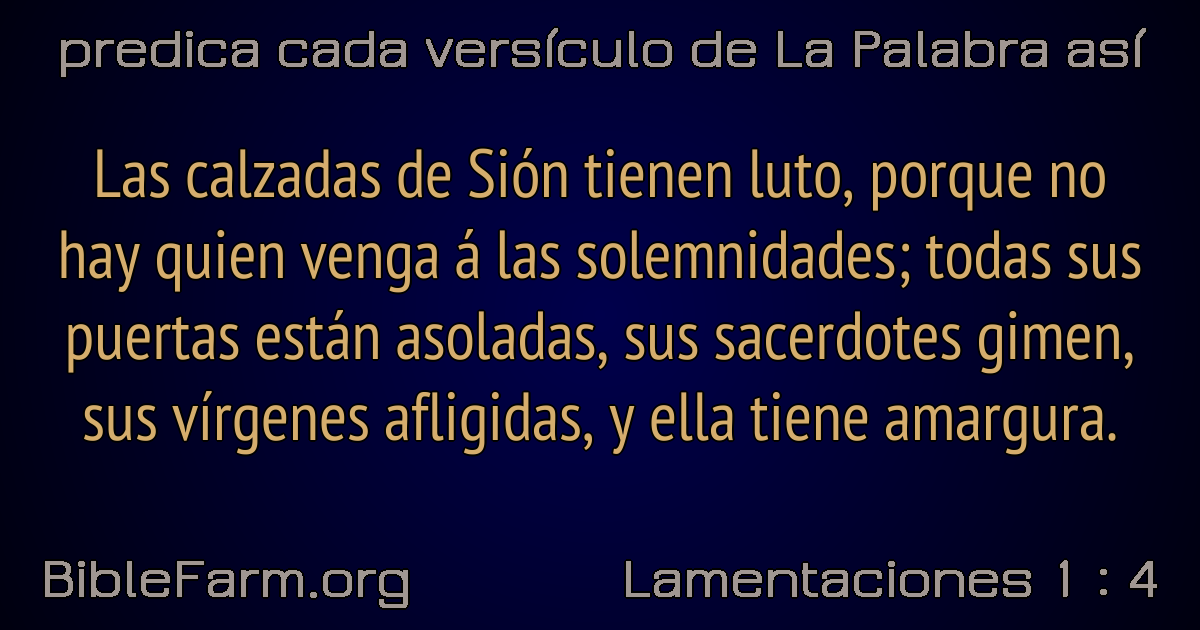 predica cada versículo de La Palabra así
Las calzadas de Sión tienen luto, porque no
hay quien venga á las solemnidades; todas sus
puertas están asoladas, sus sacerdotes gimen,
sus vírgenes afligidas, y ella tiene amargura.
BibleFarm.org
Lamentaciones 1 : 4